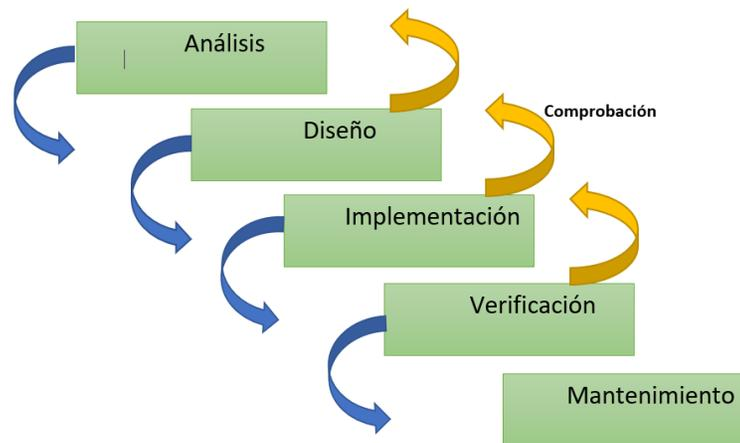 Análisis
Diseño
Comprobación
Implementación
Verificación
Mantenimiento